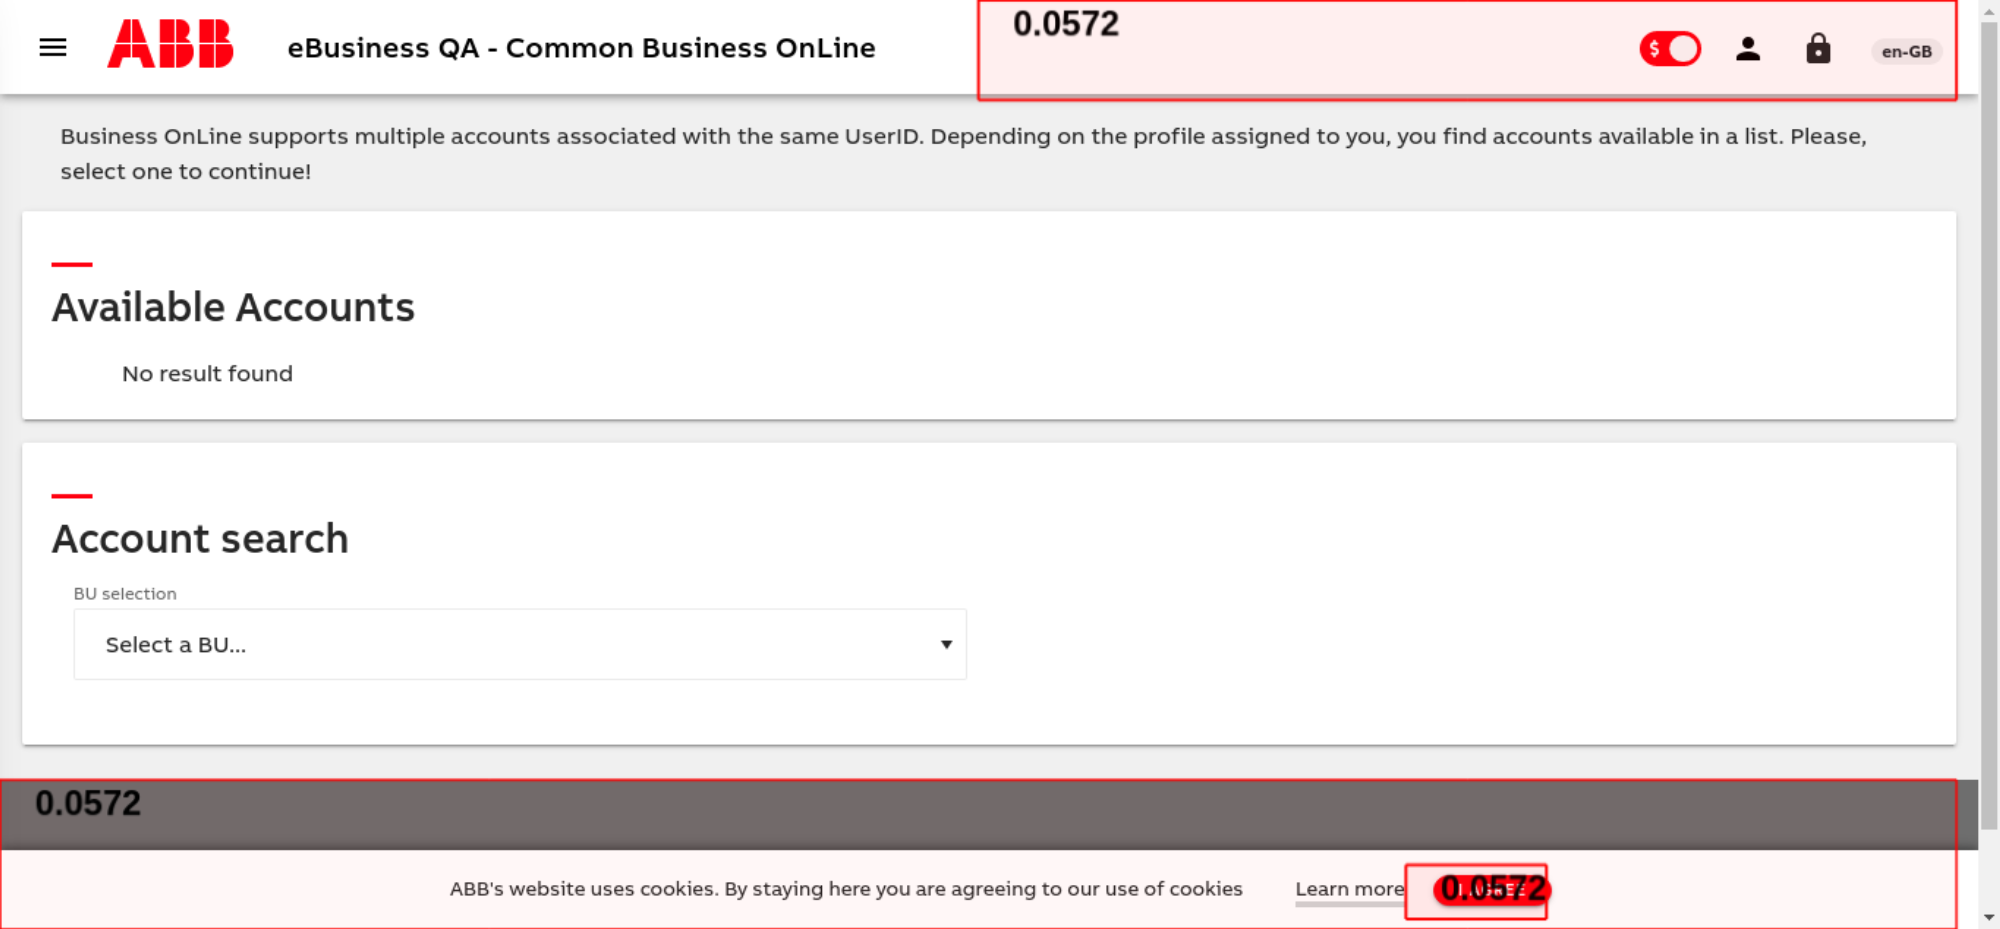 ABB
eBusiness QA - Common Business OnLine
0.0572
$
en-GB
Business OnLine supports multiple accounts associated with the same UserID. Depending on the profile assigned to you, you find accounts available in a list. Please,
select one to continue!
Available Accounts
No result found
Account search
BU selection
Select a BU...
0.0572
ABB's website uses cookies. By staying here you are agreeing to our use of cookies
Learn more
0.0572
I AGREE